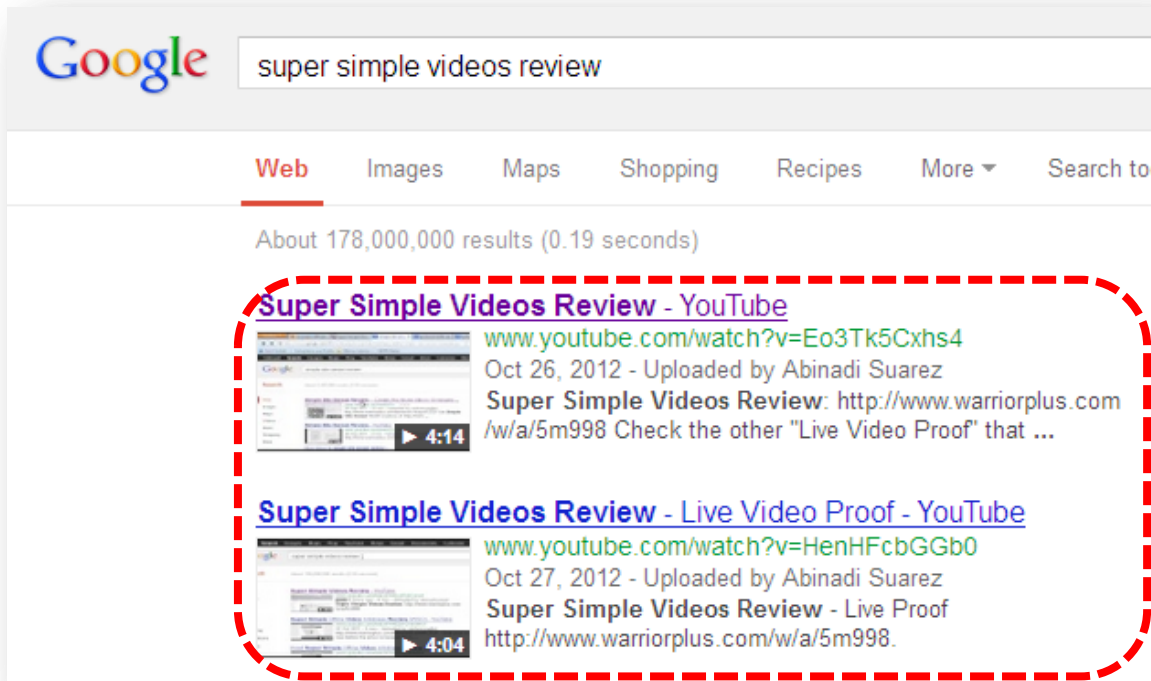 Google
super simple videos review
Web Images Maps Shopping Recipes More Search to
About 178,000,000 results (0.19 seconds)
Super Simple Videos Review - YouTube
www.youtube.com/watch?v=Eo3Tk5Cxhs4
Oct 26, 2012 - Uploaded by Abinadi Suarez
Super Simple Videos Review: http://www.warriorplus.com
/w/a/5m998 Check the other "Live Video Proof" that ...
4:14
Super Simple Videos Review - Live Video Proof - YouTube
www.youtube.com/watch?v=HenHFcbGGb0
Oct 27, 2012 - Uploaded by Abinadi Suarez
Super Simple Videos Review - Live Proof
http://www.warriorplus.com/w/a/5m998.
4:04